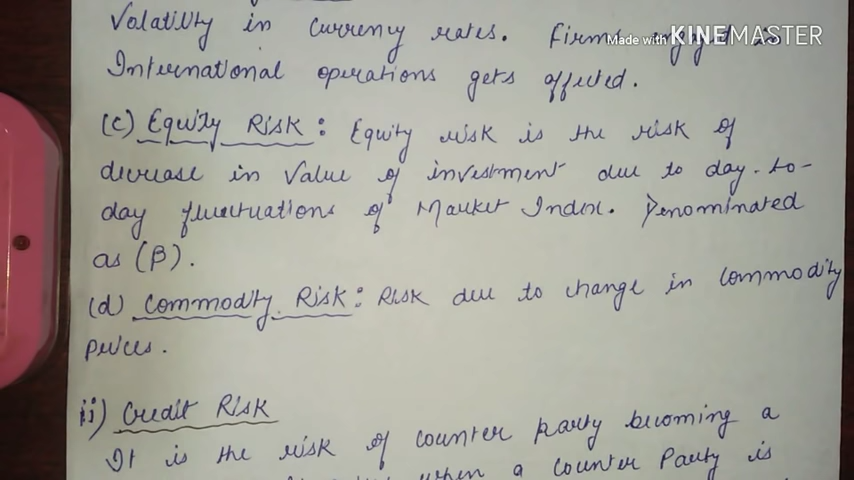 Volatility in Currency rates. Firms
Made with KINEMASTER
International operations gets affected.
(c) Equity Risk: Equity risk is the risk of
decrease in Value of investment due to day-to-
day fluctuations of Market Index. Denominated
as (β).
(d) Commodity Risk: Risk due to change in commodity
prices.
ii) Credit Risk
It is the risk of counter party becoming a
when a counter Party is